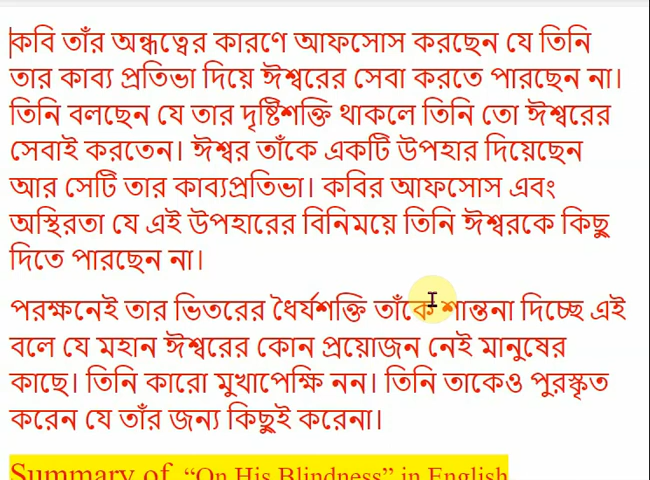 কবি তাঁর অন্ধত্বের কারণে আফসোস করছেন যে তিনি
তার কাব্য প্রতিভা দিয়ে ঈশ্বরের সেবা করতে পারছেন না।
তিনি বলছেন যে তার দৃষ্টিশক্তি থাকলে তিনি তো ঈশ্বরের
সেবাই করতেন। ঈশ্বর তাঁকে একটি উপহার দিয়েছেন
আর সেটি তার কাব্যপ্রতিভা। কবির আফসোস এবং
অস্থিরতা যে এই উপহারের বিনিময়ে তিনি ঈশ্বরকে কিছু
দিতে পারছেন না।
পরক্ষনেই তার ভিতরের ধৈর্যশক্তি তাঁকে শান্তনা দিচ্ছে এই
বলে যে মহান ঈশ্বরের কোন প্রয়োজন নেই মানুষের
কাছে। তিনি কারো মুখাপেক্ষি নন। তিনি তাকেও পুরস্কৃত
করেন যে তাঁর জন্য কিছুই করেনা।
Summary of “On His Blindness” in English